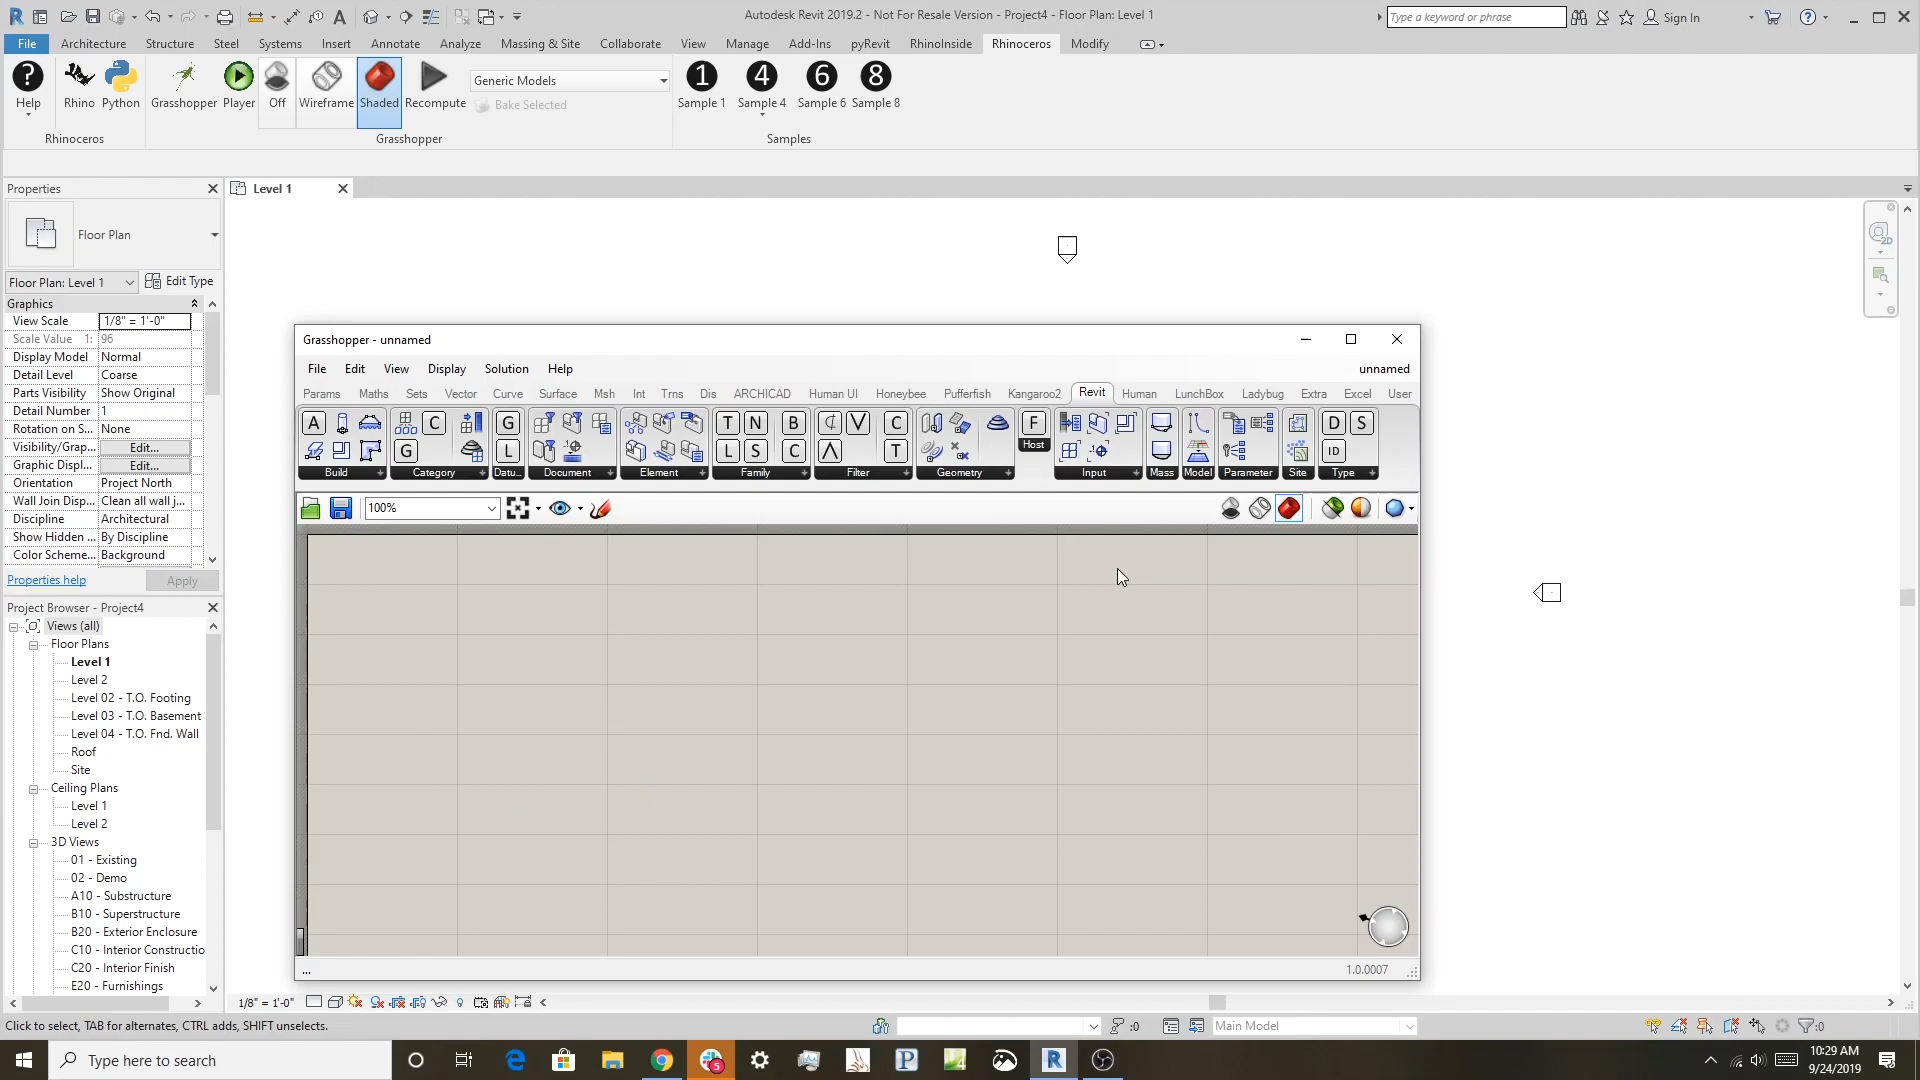 Autodesk Revit 2019.2 - Not For Resale Version - Project4 - Floor Plan: Level 1
Type a keyword or phrase
Sign In
File Architecture Structure Steel Systems Insert Annotate Analyze Massing & Site Collaborate View Manage Add-Ins pyRevit RhinoInside Rhinoceros Modify
Generic Models
1 4 6 8
Help Rhino Python Grasshopper Player Off Wireframe Shaded Recompute Bake Selected Sample 1 Sample 4 Sample 6 Sample 8
Rhinoceros Grasshopper Samples
Properties
Level 1
Floor Plan
Floor Plan: Level 1 Edit Type
Graphics
View Scale 1/8" = 1'-0"
Scale Value 1: 96
Display Model Normal
Detail Level Coarse
Parts Visibility Show Original
Detail Number 1
Rotation on S... None
Visibility/Grap... Edit...
Graphic Displ... Edit...
Orientation Project North
Wall Join Disp... Clean all wall j...
Discipline Architectural
Show Hidden ... By Discipline
Color Scheme... Background
Properties help Apply
Project Browser - Project4
Views (all)
Floor Plans
Level 1
Level 2
Level 02 - T.O. Footing
Level 03 - T.O. Basement
Level 04 - T.O. Fnd. Wall
Roof
Site
Ceiling Plans
Level 1
Level 2
3D Views
01 - Existing
02 - Demo
A10 - Substructure
B10 - Superstructure
B20 - Exterior Enclosure
C10 - Interior Constructio
C20 - Interior Finish
E20 - Furnishings
Grasshopper - unnamed
File Edit View Display Solution Help unnamed
Params Maths Sets Vector Curve Surface Msh Int Trns Dis ARCHICAD Human UI Honeybee Pufferfish Kangaroo2 Revit Human LunchBox Ladybug Extra Excel User
A C G T N B C F D S
G L L S C T Host ID
Build Category Datu... Document Element Family Filter Geometry Input Mass Model Parameter Site Type
100%
...
1.0.0007
2D
1/8" = 1'-0"
Click to select, TAB for alternates, CTRL adds, SHIFT unselects.
:0
Main Model
:0
Type here to search
5
10:29 AM
9/24/2019